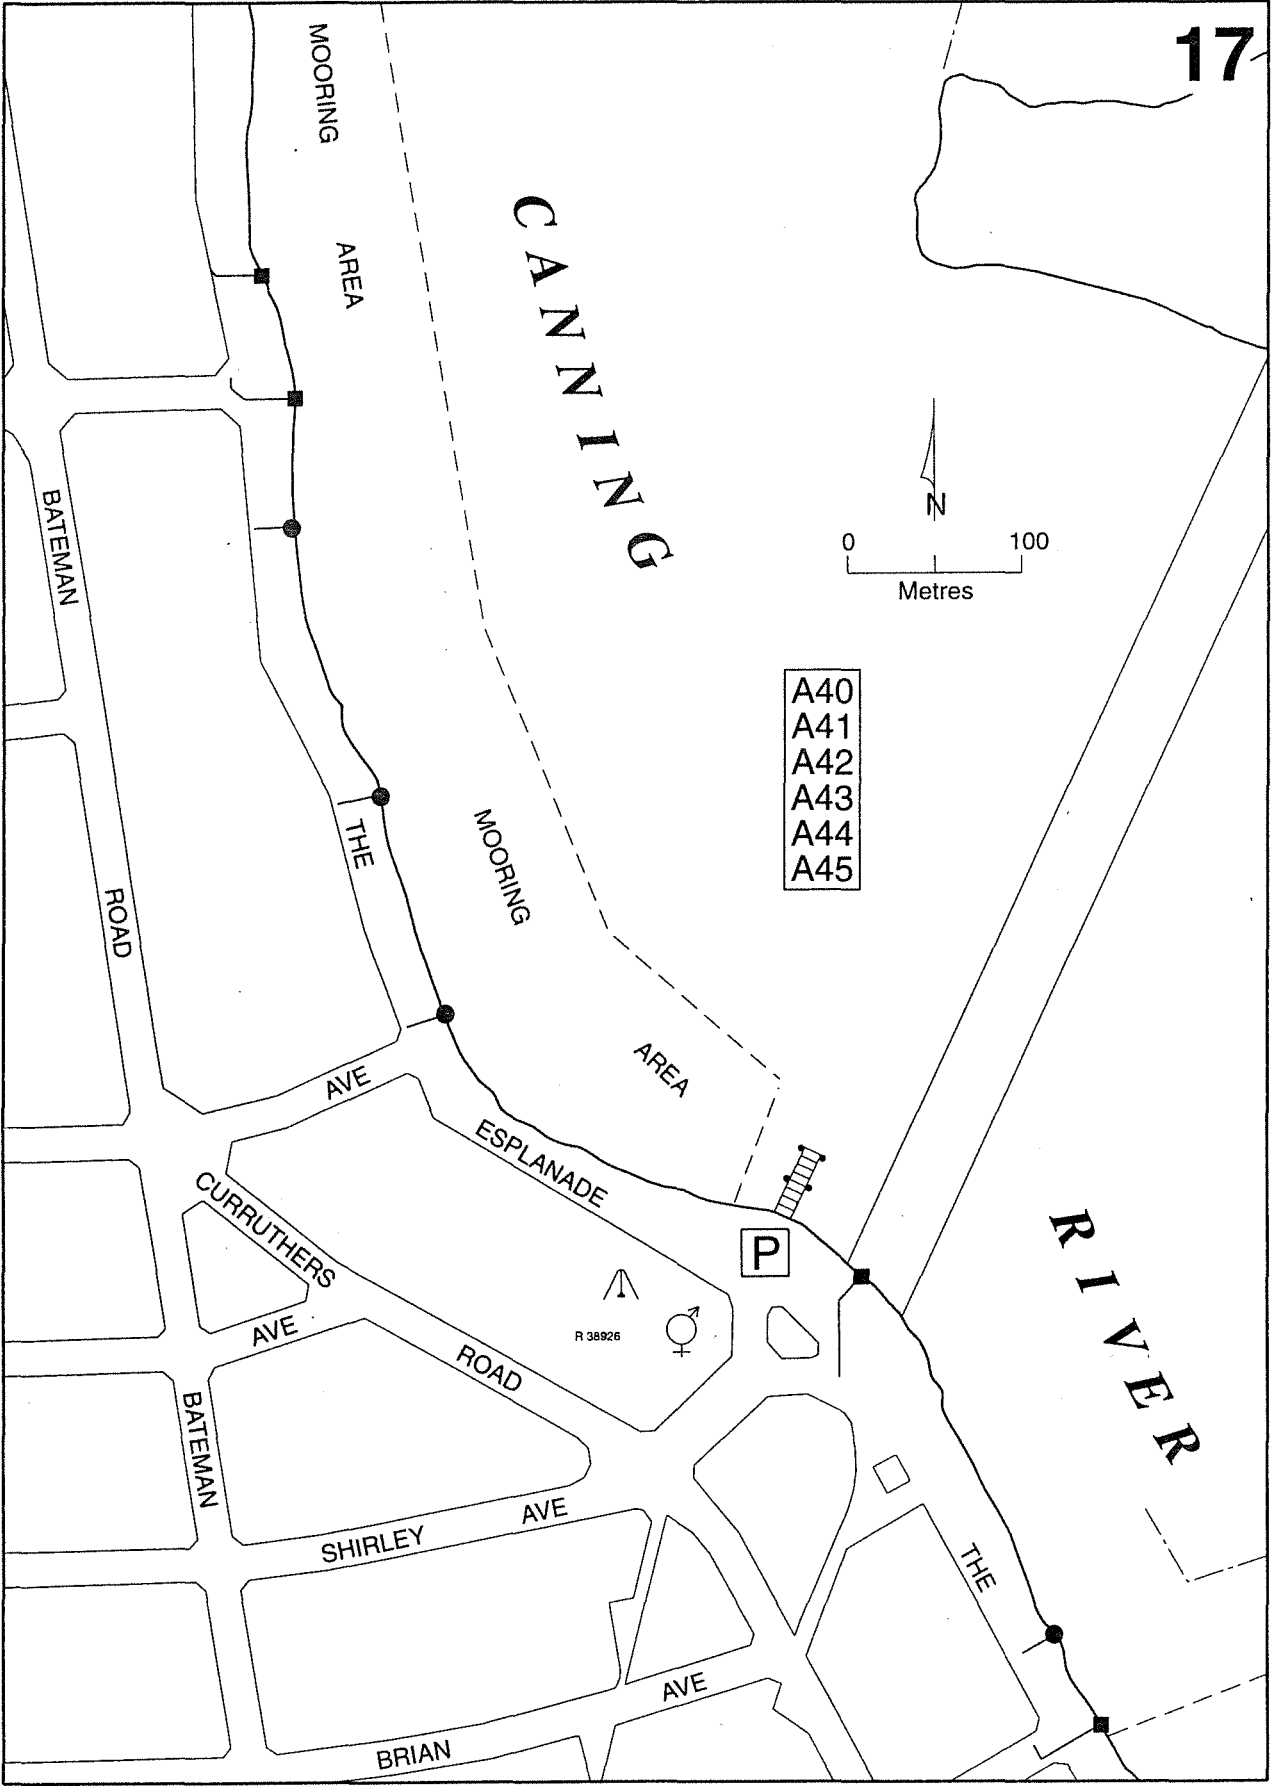 17
MOORING
AREA
CANNING
N
0 100
Metres
BATEMAN
ROAD
A40
A41
A42
A43
A44
A45
THE
MOORING
AREA
AVE
ESPLANADE
CURRUTHERS
AVE
ROAD
P
R 38926
RIVER
BATEMAN
SHIRLEY AVE
THE
BRIAN AVE